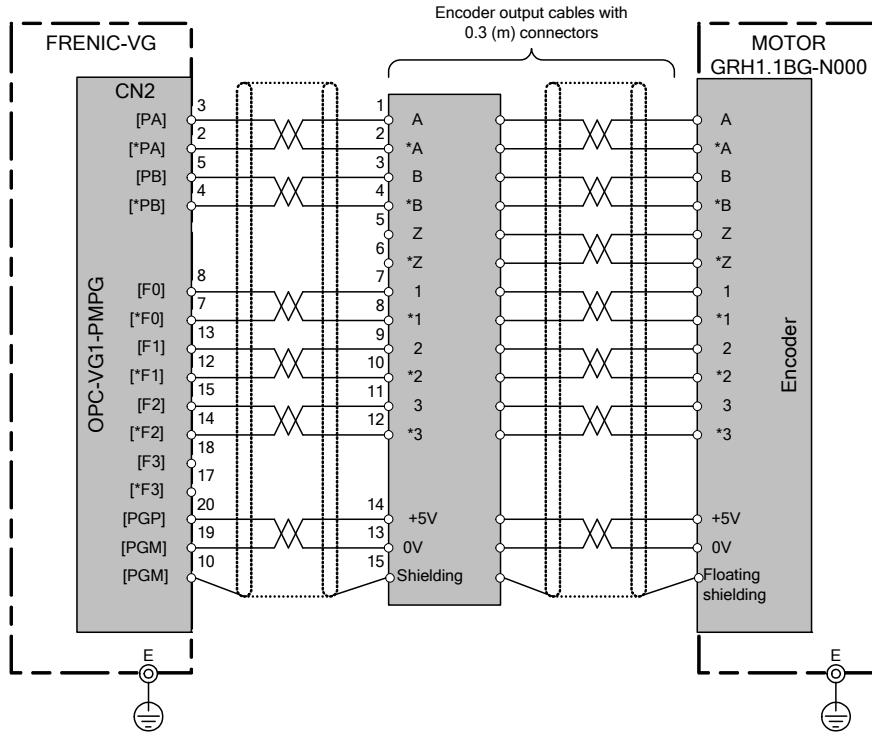 Encoder output cables with
0.3 (m) connectors
FRENIC-VG
MOTOR
GRH1.1BG-N000
CN2
OPC-VG1-PMPG
Encoder
[PA] 3 1 A A
[*PA] 2 2 *A *A
[PB] 5 3 B B
[*PB] 4 4 *B *B
5 Z Z
6 *Z *Z
[F0] 8 7 1 1
[*F0] 7 8 *1 *1
[F1] 13 9 2 2
[*F1] 12 10 *2 *2
[F2] 15 11 3 3
[*F2] 14 12 *3 *3
[F3] 18
[*F3] 17
[PGP] 20 14 +5V +5V
[PGM] 19 13 0V 0V
[PGM] 10 15 Shielding Floating
shielding
E E